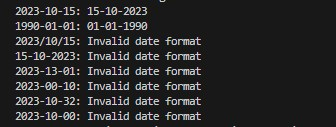 2023-10-15: 15-10-2023
1990-01-01: 01-01-1990
2023/10/15: Invalid date format
15-10-2023: Invalid date format
2023-13-01: Invalid date format
2023-00-10: Invalid date format
2023-10-32: Invalid date format
2023-10-00: Invalid date format